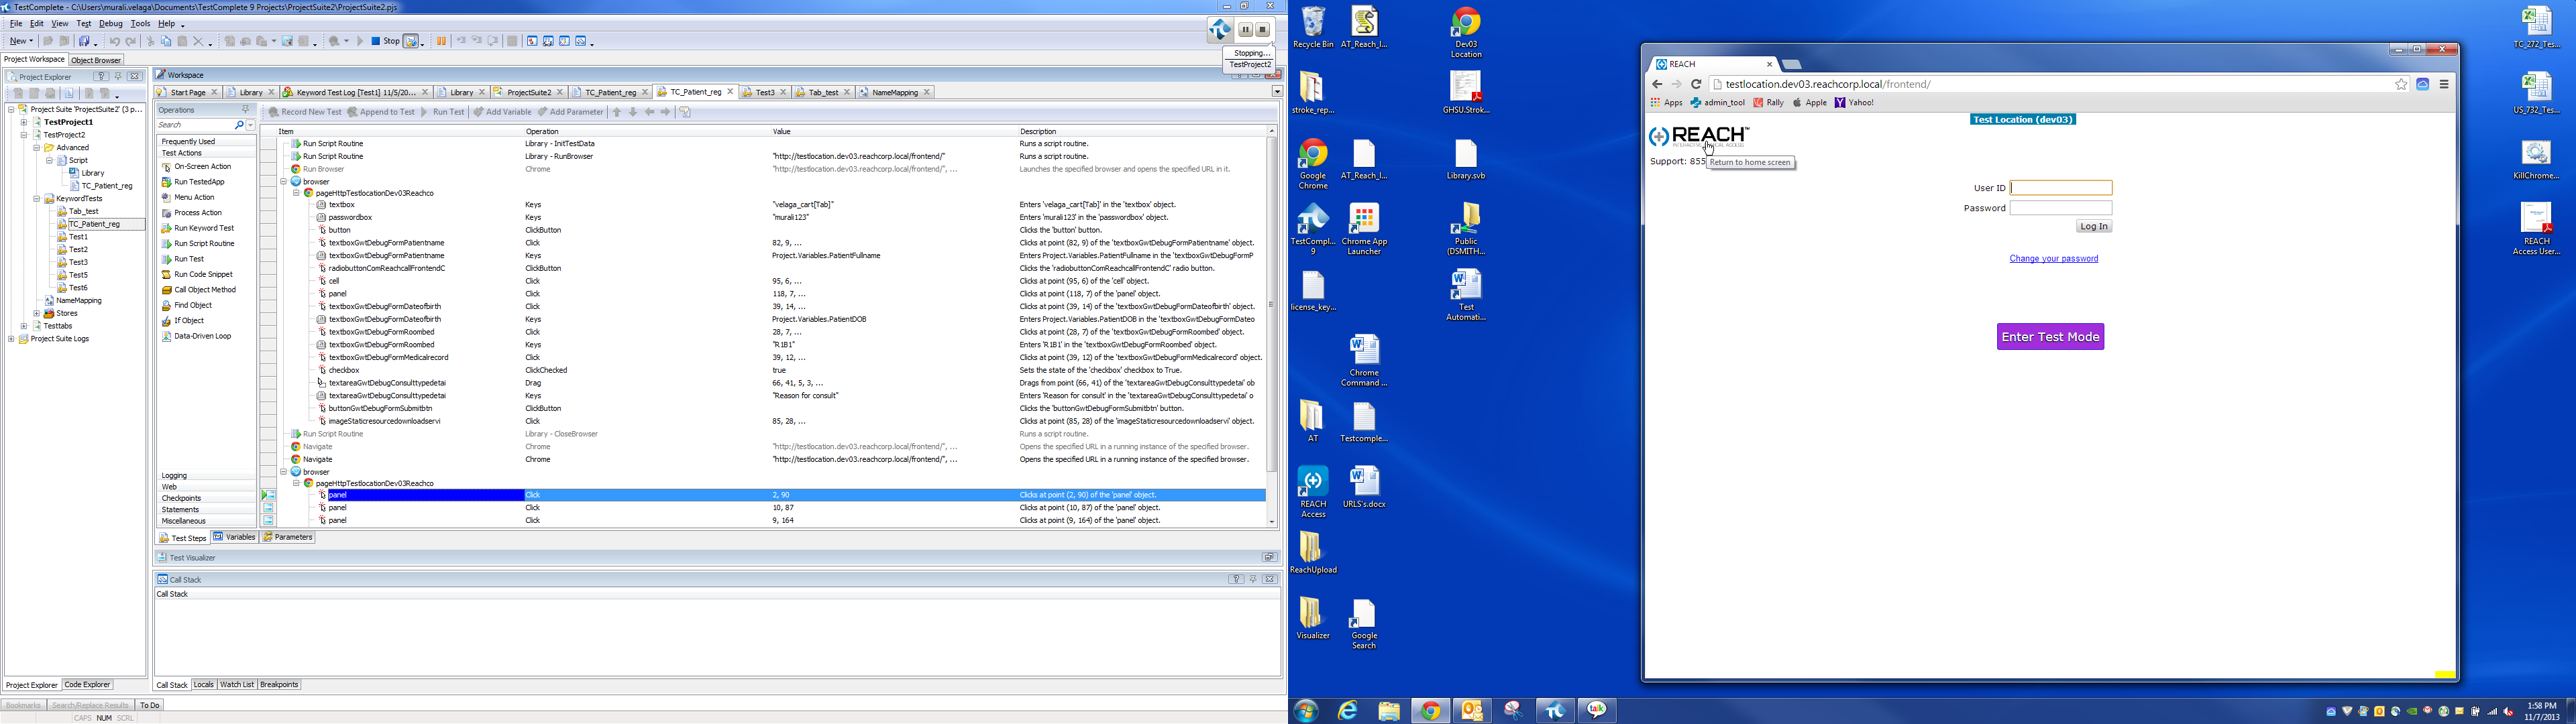 TestComplete - C:\Users\murali.velaga\Documents\TestComplete 9 Projects\ProjectSuite2\ProjectSuite2.pjs
File Edit View Test Debug Tools Help
New Stop
Stopping...
TestProject2
Project Workspace Object Browser
Project Explorer
Project Suite 'ProjectSuite2' (3 p...
TestProject1
TestProject2
Advanced
Script
Library
TC_Patient_reg
KeywordTests
Tab_test
TC_Patient_reg
Test1
Test2
Test3
Test5
Test6
NameMapping
Stores
Testtabs
Project Suite Logs
Project Explorer Code Explorer
Workspace
Start Page Library Keyword Test Log [Test1] 11/5/20... Library ProjectSuite2 TC_Patient_reg TC_Patient_reg Test3 Tab_test NameMapping
Operations
Search
Frequently Used
Test Actions
On-Screen Action
Run TestedApp
Menu Action
Process Action
Run Keyword Test
Run Script Routine
Run Test
Run Code Snippet
Call Object Method
Find Object
If Object
Data-Driven Loop
Logging
Web
Checkpoints
Statements
Miscellaneous
Record New Test Append to Test Run Test Add Variable Add Parameter
Item Operation Value Description
Run Script Routine Library - InitTestData Runs a script routine.
Run Script Routine Library - RunBrowser "http://testlocation.dev03.reachcorp.local/frontend/" Runs a script routine.
Run Browser Chrome "http://testlocation.dev03.reachcorp.local/frontend/", ... Launches the specified browser and opens the specified URL in it.
browser
pageHttpTestlocationDev03Reachco
textbox Keys "velaga_cart[Tab]" Enters 'velaga_cart[Tab]' in the 'textbox' object.
passwordbox Keys "murali123" Enters 'murali123' in the 'passwordbox' object.
button ClickButton Clicks the 'button' button.
textboxGwtDebugFormPatientname Click 82, 9, ... Clicks at point (82, 9) of the 'textboxGwtDebugFormPatientname' object.
textboxGwtDebugFormPatientname Keys Project.Variables.PatientFullname Enters Project.Variables.PatientFullname in the 'textboxGwtDebugFormP
radiobuttonComReachcallFrontendC ClickButton Clicks the 'radiobuttonComReachcallFrontendC' radio button.
cell Click 95, 6, ... Clicks at point (95, 6) of the 'cell' object.
panel Click 118, 7, ... Clicks at point (118, 7) of the 'panel' object.
textboxGwtDebugFormDateofbirth Click 39, 14, ... Clicks at point (39, 14) of the 'textboxGwtDebugFormDateofbirth' object.
textboxGwtDebugFormDateofbirth Keys Project.Variables.PatientDOB Enters Project.Variables.PatientDOB in the 'textboxGwtDebugFormDateo
textboxGwtDebugFormRoombed Click 28, 7, ... Clicks at point (28, 7) of the 'textboxGwtDebugFormRoombed' object.
textboxGwtDebugFormRoombed Keys "R1B1" Enters 'R1B1' in the 'textboxGwtDebugFormRoombed' object.
textboxGwtDebugFormMedicalrecord Click 39, 12, ... Clicks at point (39, 12) of the 'textboxGwtDebugFormMedicalrecord' object.
checkbox ClickChecked true Sets the state of the 'checkbox' checkbox to True.
textareaGwtDebugConsulttypedetai Drag 66, 41, 5, 3, ... Drags from point (66, 41) of the 'textareaGwtDebugConsulttypedetai' ob
textareaGwtDebugConsulttypedetai Keys "Reason for consult" Enters 'Reason for consult' in the 'textareaGwtDebugConsulttypedetai' o
buttonGwtDebugFormSubmitbtn ClickButton Clicks the 'buttonGwtDebugFormSubmitbtn' button.
imageStaticresourcedownloadservi Click 85, 28, ... Clicks at point (85, 28) of the 'imageStaticresourcedownloadservi' object.
Run Script Routine Library - CloseBrowser Runs a script routine.
Navigate Chrome "http://testlocation.dev03.reachcorp.local/frontend/", ... Opens the specified URL in a running instance of the specified browser.
Navigate Chrome "http://testlocation.dev03.reachcorp.local/frontend/", ... Opens the specified URL in a running instance of the specified browser.
browser
pageHttpTestlocationDev03Reachco
panel Click 2, 90 Clicks at point (2, 90) of the 'panel' object.
panel Click 10, 87 Clicks at point (10, 87) of the 'panel' object.
panel Click 9, 164 Clicks at point (9, 164) of the 'panel' object.
Test Steps Variables Parameters
Test Visualizer
Call Stack
Call Stack
Call Stack Locals Watch List Breakpoints
Bookmarks Search/Replace Results To Do
CAPS NUM SCRL
Recycle Bin
AT_Reach_I...
Dev03 Location
stroke_rep...
GHSU.Strok...
Google Chrome
AT_Reach_I...
Library.svb
TestCompl... 9
Chrome App Launcher
Public (DSMITH...
license_key...
Test Automati...
Chrome Command ...
AT
Testcomple...
REACH Access
URLS's.docx
ReachUpload
Visualizer
Google Search
REACH
testlocation.dev03.reachcorp.local/frontend/
Apps admin_tool Rally Apple Yahoo!
Test Location (dev03)
REACH™
Support: 855
Return to home screen
User ID
Password
Log In
Change your password
Enter Test Mode
TC_272_Tes...
US_732_Tes...
KillChrome...
REACH Access User...
talk
1:58 PM
11/7/2013